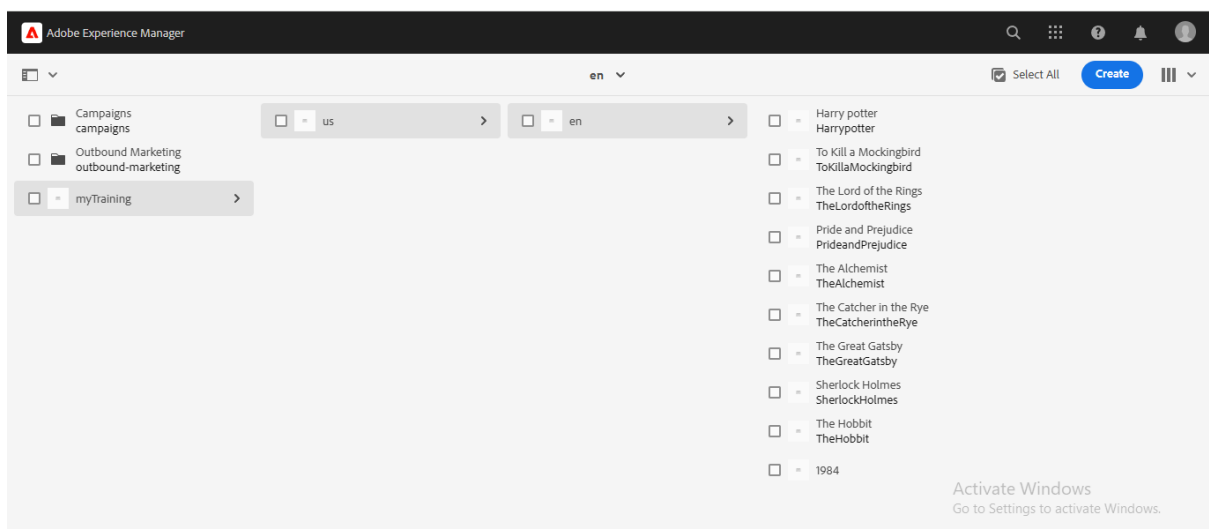 Adobe Experience Manager
en
Select All
Create
Campaigns
campaigns
Outbound Marketing
outbound-marketing
myTraining
us
en
Harry potter
Harrypotter
To Kill a Mockingbird
ToKillaMockingbird
The Lord of the Rings
TheLordoftheRings
Pride and Prejudice
PrideandPrejudice
The Alchemist
TheAlchemist
The Catcher in the Rye
TheCatcherintheRye
The Great Gatsby
TheGreatGatsby
Sherlock Holmes
SherlockHolmes
The Hobbit
TheHobbit
1984
Activate Windows
Go to Settings to activate Windows.